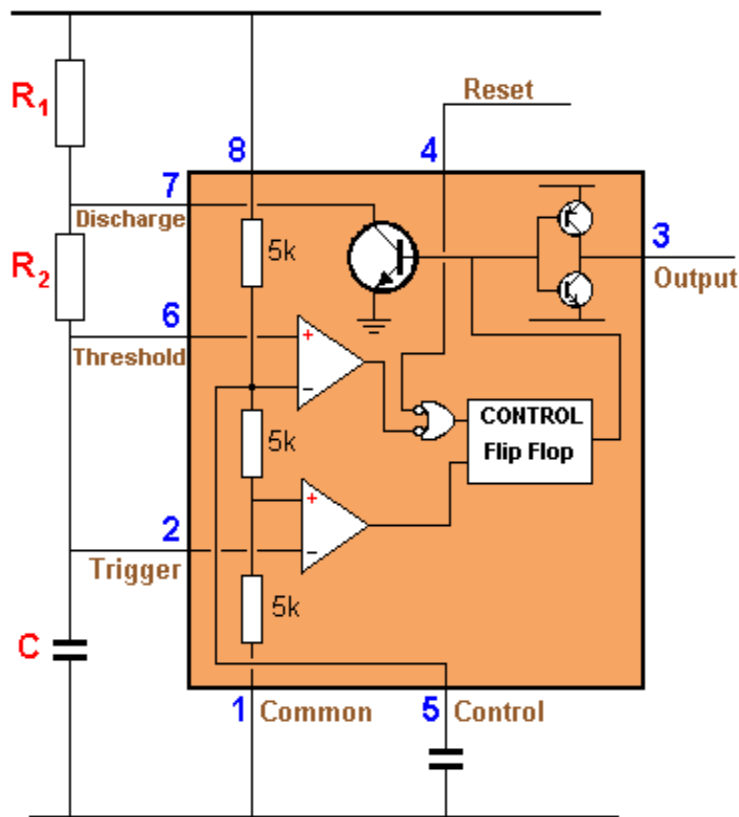 Reset
R1
8
4
7
Discharge
5k
3
Output
R2
6
Threshold
+
−
CONTROL
Flip Flop
5k
+
−
2
Trigger
5k
C
1 Common
5 Control